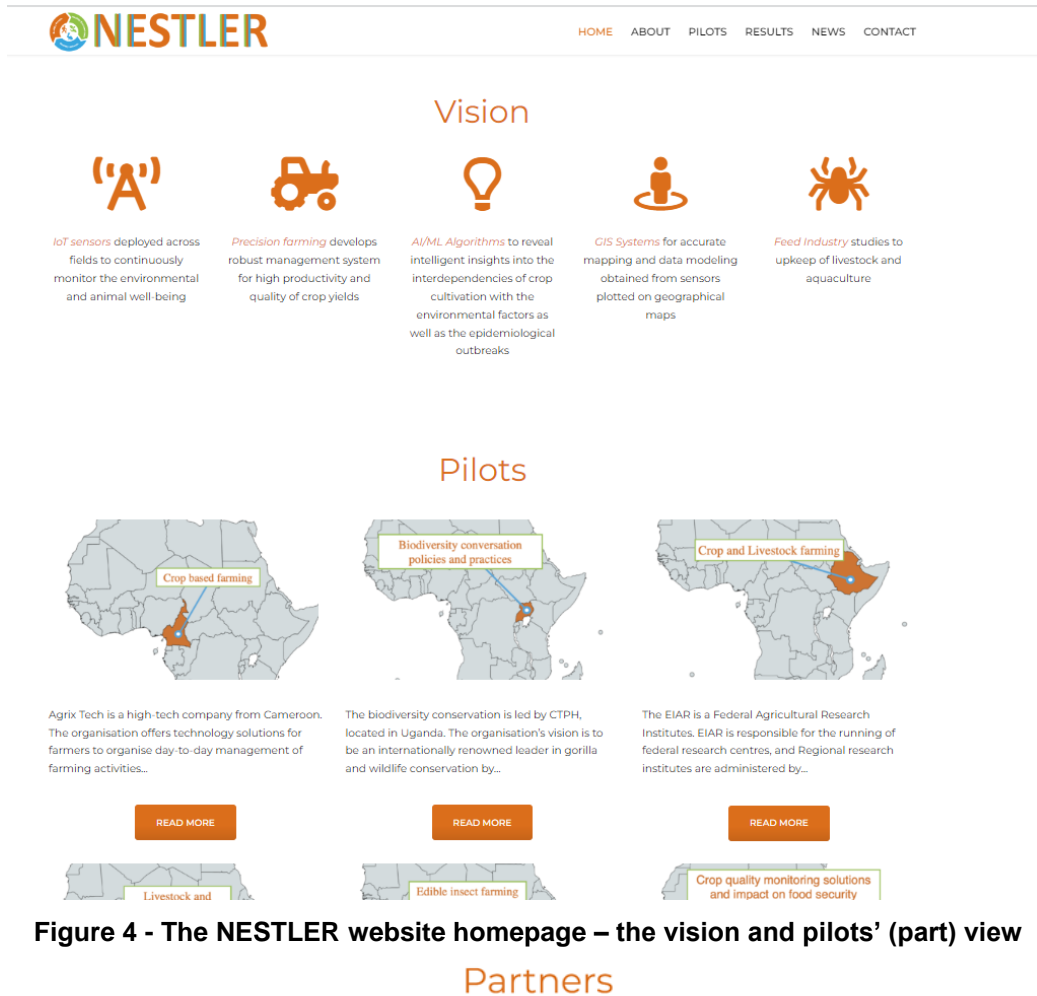 NESTLER
HOME ABOUT PILOTS RESULTS NEWS CONTACT
Vision
IoT sensors deployed across
fields to continuously
monitor the environmental
and animal well-being
Precision farming develops
robust management system
for high productivity and
quality of crop yields
AI/ML Algorithms to reveal
intelligent insights into the
interdependencies of crop
cultivation with the
environmental factors as
well as the epidemiological
outbreaks
GIS Systems for accurate
mapping and data modeling
obtained from sensors
plotted on geographical
maps
Feed Industry studies to
upkeep of livestock and
aquaculture
Pilots
Crop based farming
Biodiversity conversation
policies and practices
Crop and Livestock farming
Agrix Tech is a high-tech company from Cameroon.
The organisation offers technology solutions for
farmers to organise day-to-day management of
farming activities...
The biodiversity conservation is led by CTPH,
located in Uganda. The organisation's vision is to
be an internationally renowned leader in gorilla
and wildlife conservation by...
The EIAR is a Federal Agricultural Research
Institutes. EIAR is responsible for the running of
federal research centres, and Regional research
institutes are administered by...
READ MORE
READ MORE
READ MORE
Livestock and
Edible insect farming
Crop quality monitoring solutions
and impact on food security
Figure 4 - The NESTLER website homepage – the vision and pilots' (part) view
Partners